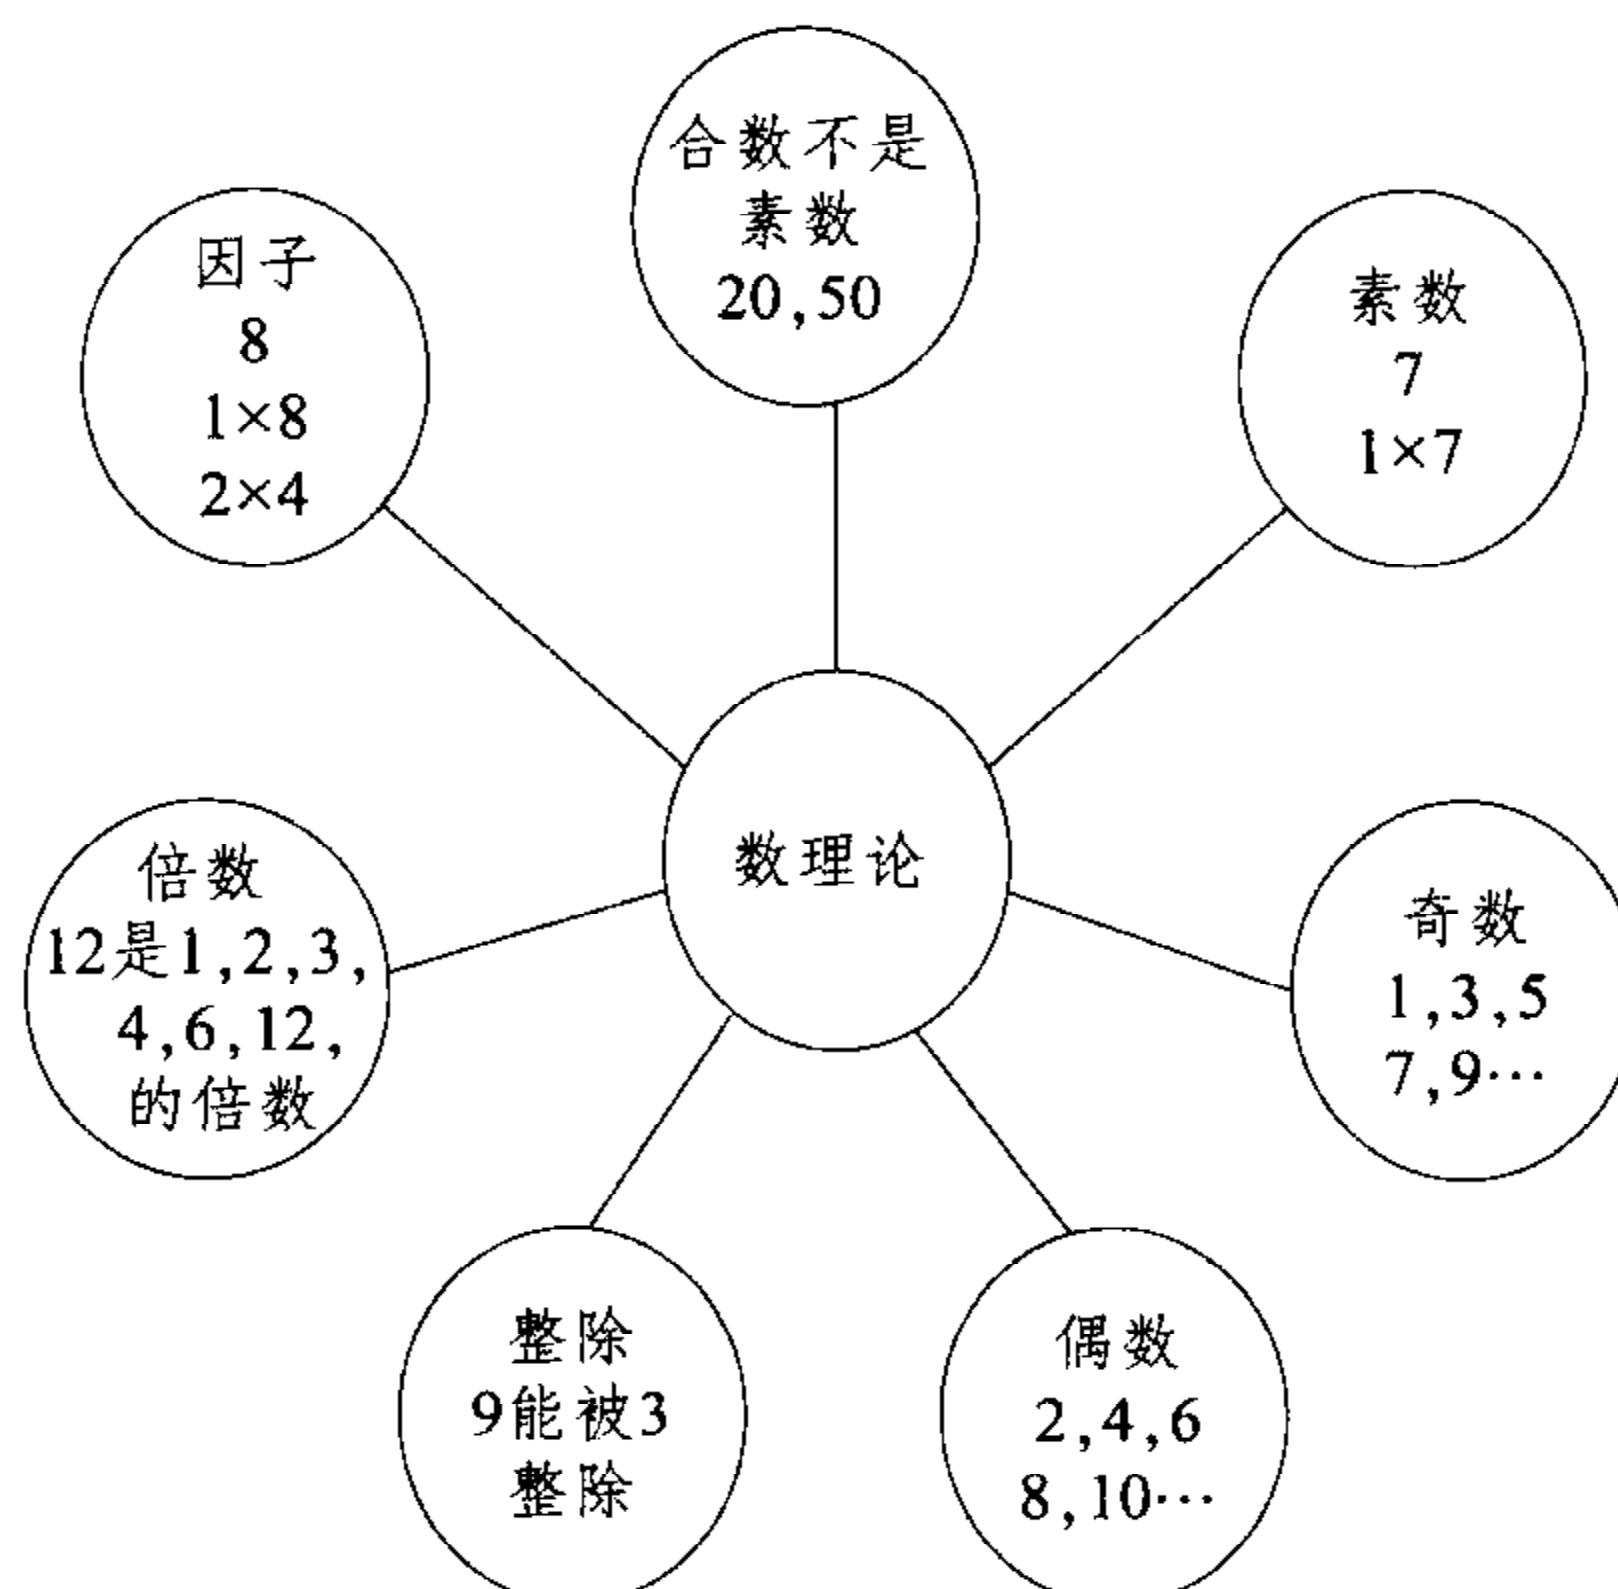 合数不是
素数
20,50
因子
8
1×8
2×4
素数
7
1×7
数理论
倍数
12是1,2,3,
4,6,12,
的倍数
奇数
1,3,5
7,9…
整除
9能被3
整除
偶数
2,4,6
8,10…